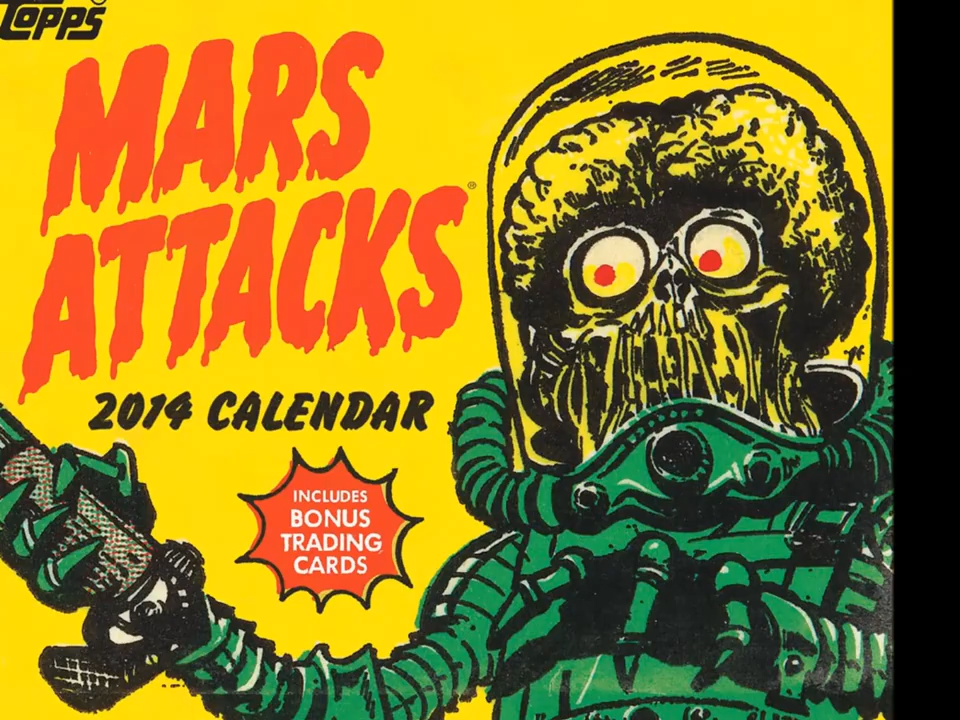 TOPPS
MARS
ATTACKS®
2014 CALENDAR
INCLUDES
BONUS
TRADING
CARDS